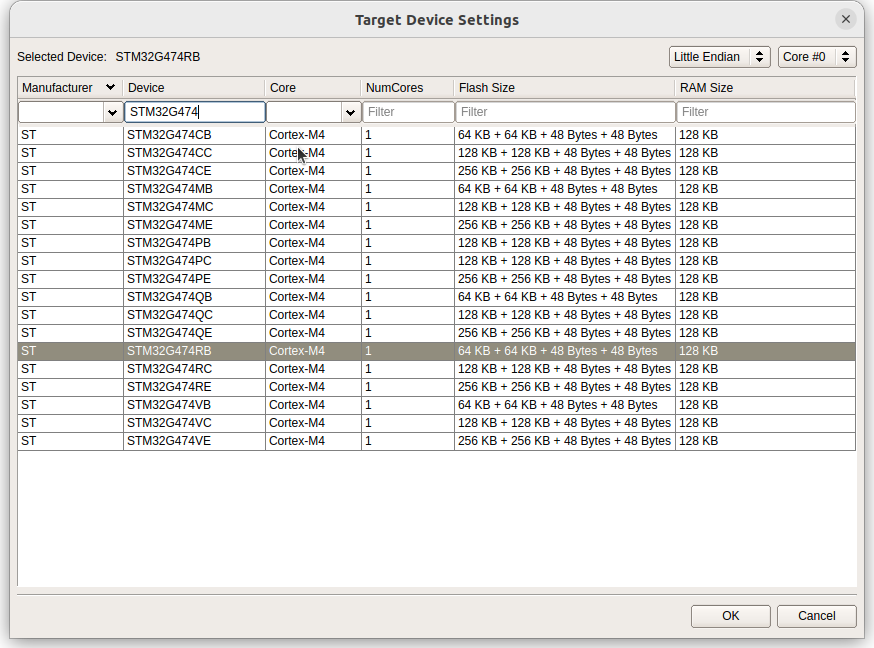 Target Device Settings
Selected Device: STM32G474RB Little Endian Core #0
Manufacturer Device Core NumCores Flash Size RAM Size
STM32G474 Filter Filter Filter
ST STM32G474CB Cortex-M4 1 64 KB + 64 KB + 48 Bytes + 48 Bytes 128 KB
ST STM32G474CC Cortex-M4 1 128 KB + 128 KB + 48 Bytes + 48 Bytes 128 KB
ST STM32G474CE Cortex-M4 1 256 KB + 256 KB + 48 Bytes + 48 Bytes 128 KB
ST STM32G474MB Cortex-M4 1 64 KB + 64 KB + 48 Bytes + 48 Bytes 128 KB
ST STM32G474MC Cortex-M4 1 128 KB + 128 KB + 48 Bytes + 48 Bytes 128 KB
ST STM32G474ME Cortex-M4 1 256 KB + 256 KB + 48 Bytes + 48 Bytes 128 KB
ST STM32G474PB Cortex-M4 1 128 KB + 128 KB + 48 Bytes + 48 Bytes 128 KB
ST STM32G474PC Cortex-M4 1 128 KB + 128 KB + 48 Bytes + 48 Bytes 128 KB
ST STM32G474PE Cortex-M4 1 256 KB + 256 KB + 48 Bytes + 48 Bytes 128 KB
ST STM32G474QB Cortex-M4 1 64 KB + 64 KB + 48 Bytes + 48 Bytes 128 KB
ST STM32G474QC Cortex-M4 1 128 KB + 128 KB + 48 Bytes + 48 Bytes 128 KB
ST STM32G474QE Cortex-M4 1 256 KB + 256 KB + 48 Bytes + 48 Bytes 128 KB
ST STM32G474RB Cortex-M4 1 64 KB + 64 KB + 48 Bytes + 48 Bytes 128 KB
ST STM32G474RC Cortex-M4 1 128 KB + 128 KB + 48 Bytes + 48 Bytes 128 KB
ST STM32G474RE Cortex-M4 1 256 KB + 256 KB + 48 Bytes + 48 Bytes 128 KB
ST STM32G474VB Cortex-M4 1 64 KB + 64 KB + 48 Bytes + 48 Bytes 128 KB
ST STM32G474VC Cortex-M4 1 128 KB + 128 KB + 48 Bytes + 48 Bytes 128 KB
ST STM32G474VE Cortex-M4 1 256 KB + 256 KB + 48 Bytes + 48 Bytes 128 KB
OK Cancel